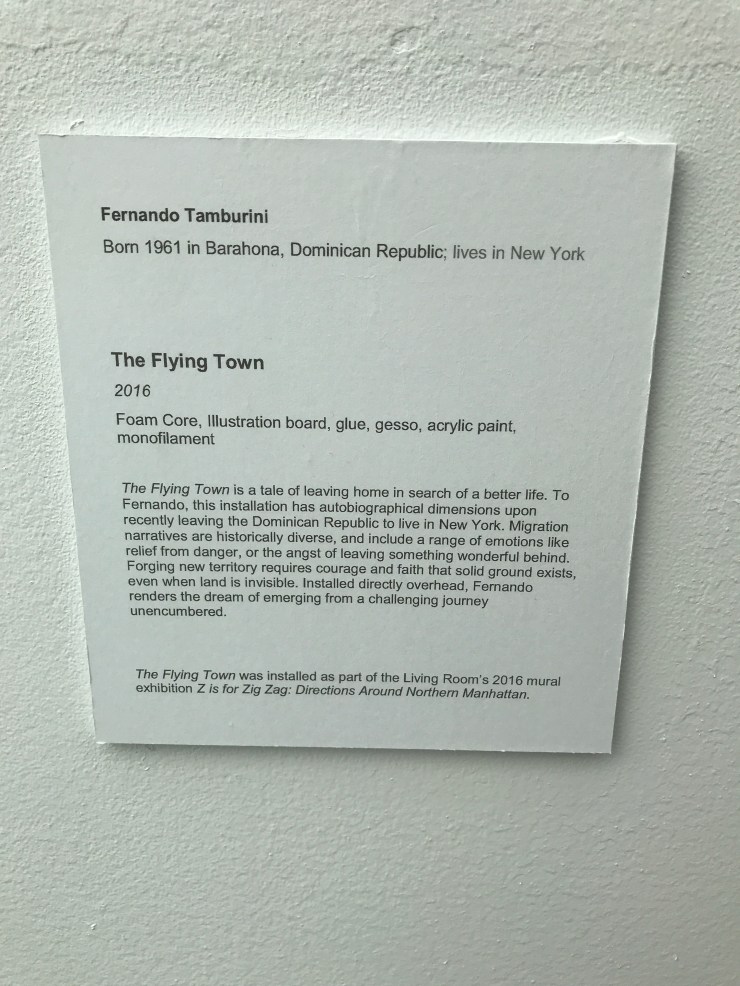 Fernando Tamburini
Born 1961 in Barahona, Dominican Republic; lives in New York
The Flying Town
2016
Foam Core, Illustration board, glue, gesso, acrylic paint,
monofilament
The Flying Town is a tale of leaving home in search of a better life. To
Fernando, this installation has autobiographical dimensions upon
recently leaving the Dominican Republic to live in New York. Migration
narratives are historically diverse, and include a range of emotions like
relief from danger, or the angst of leaving something wonderful behind.
Forging new territory requires courage and faith that solid ground exists,
even when land is invisible. Installed directly overhead, Fernando
renders the dream of emerging from a challenging journey
unencumbered.
The Flying Town was installed as part of the Living Room's 2016 mural
exhibition Z is for Zig Zag: Directions Around Northern Manhattan.